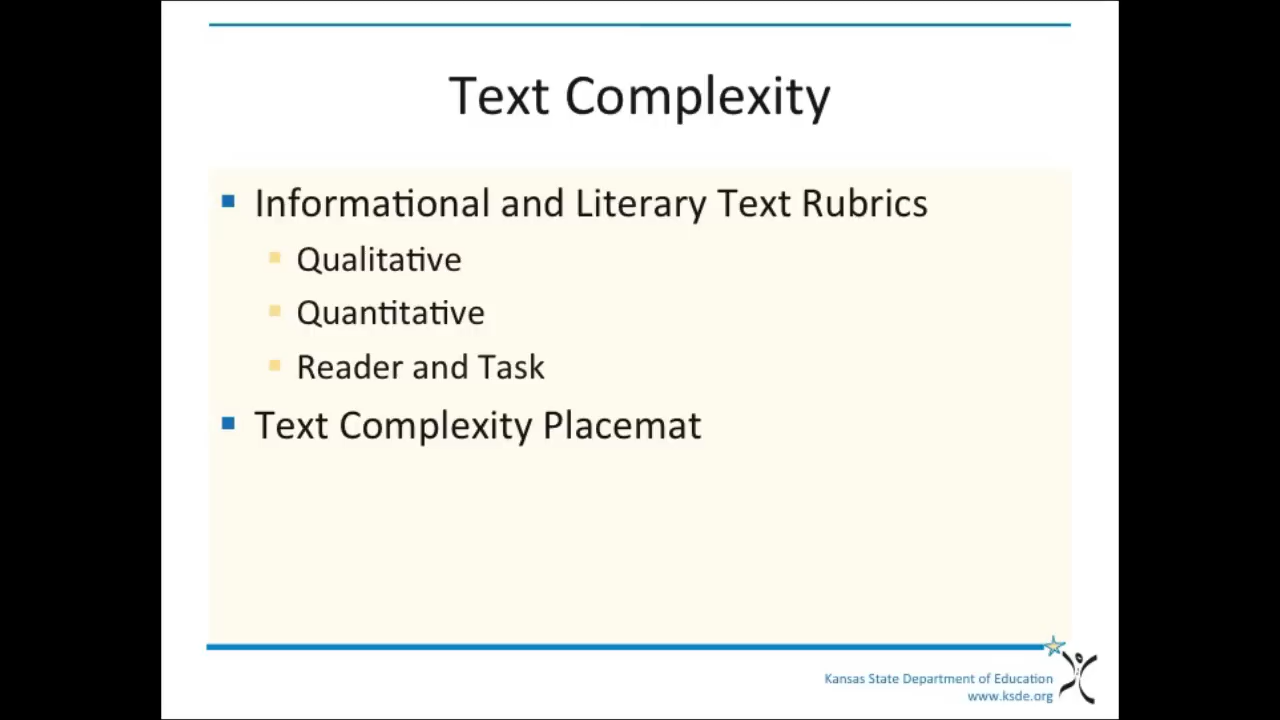 Text Complexity
Informational and Literary Text Rubrics
Qualitative
Quantitative
Reader and Task
Text Complexity Placemat
Kansas State Department of Education
www.ksde.org